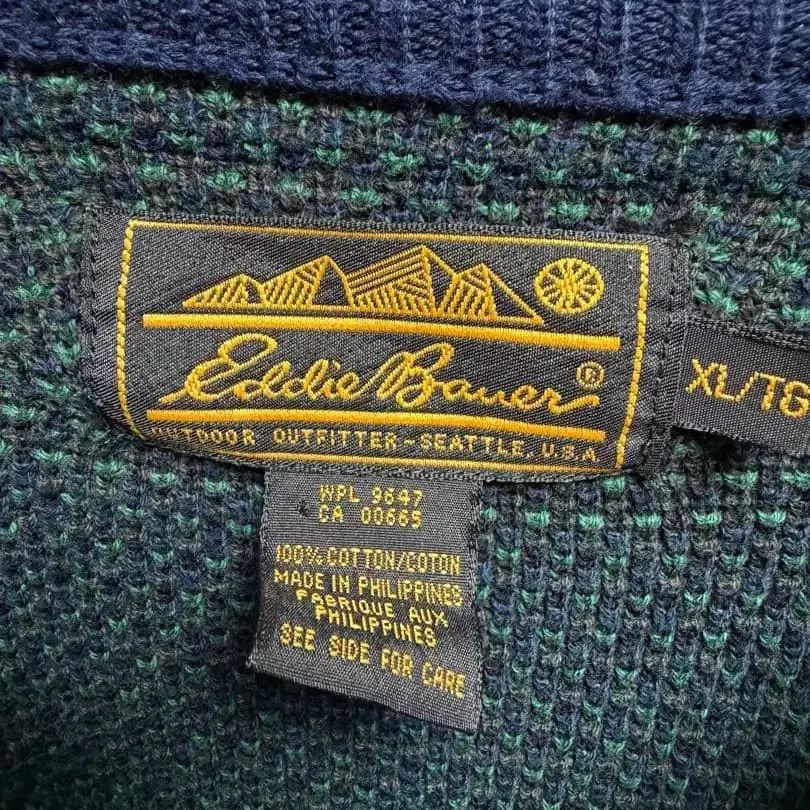 Eddie Bauer®
OUTDOOR OUTFITTER-SEATTLE, U.S.A
XL/TG
WPL 9647
CA 00665
100% COTTON/COTON
MADE IN PHILIPPINES
FABRIQUE AUX
PHILIPPINES
SEE SIDE FOR CARE